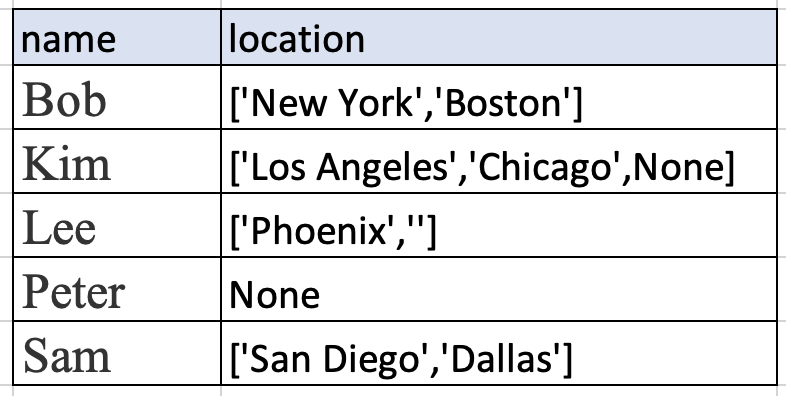 name location
Bob ['New York','Boston']
Kim ['Los Angeles','Chicago',None]
Lee ['Phoenix','']
Peter None
Sam ['San Diego','Dallas']